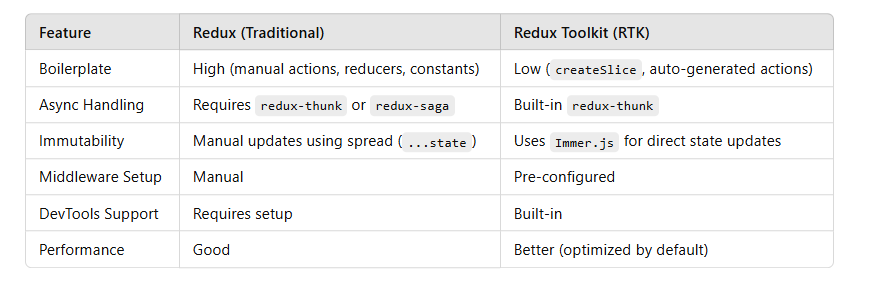 Feature Redux (Traditional) Redux Toolkit (RTK)
Boilerplate High (manual actions, reducers, constants) Low ( createSlice , auto-generated actions)
Async Handling Requires redux-thunk or redux-saga Built-in redux-thunk
Immutability Manual updates using spread ( ...state ) Uses Immer.js for direct state updates
Middleware Setup Manual Pre-configured
DevTools Support Requires setup Built-in
Performance Good Better (optimized by default)